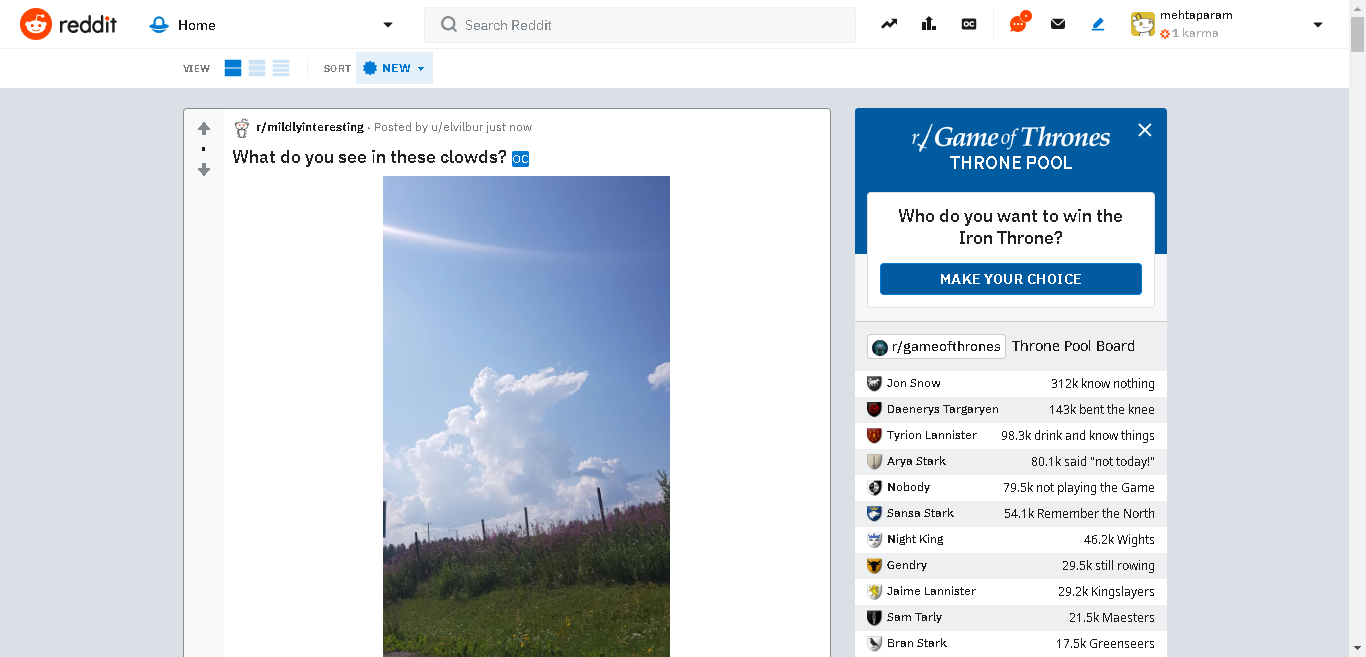 reddit
Home
Search Reddit
OC
mehtaparam
1 karma
VIEW
SORT
NEW
r/mildlyinteresting · Posted by u/elvilbur just now
What do you see in these clowds? OC
r/Game of Thrones
THRONE POOL
Who do you want to win the
Iron Throne?
MAKE YOUR CHOICE
r/gameofthrones Throne Pool Board
Jon Snow 312k know nothing
Daenerys Targaryen 143k bent the knee
Tyrion Lannister 98.3k drink and know things
Arya Stark 80.1k said "not today!"
Nobody 79.5k not playing the Game
Sansa Stark 54.1k Remember the North
Night King 46.2k Wights
Gendry 29.5k still rowing
Jaime Lannister 29.2k Kingslayers
Sam Tarly 21.5k Maesters
Bran Stark 17.5k Greenseers